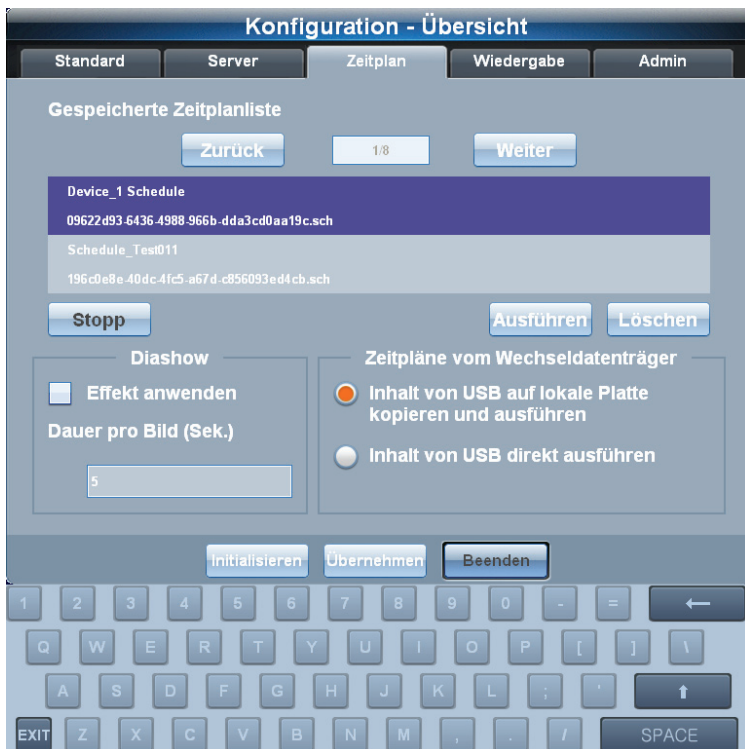 Konfiguration - Übersicht
Standard Server Zeitplan Wiedergabe Admin
Gespeicherte Zeitplanliste
Zurück 1/8 Weiter
Device_1 Schedule
09622d93-6436-4988-966b-dda3cd0aa19c.sch
Schedule_Test011
196c0e8e-40dc-4fc5-a67d-c856093ed4cb.sch
Stopp Ausführen Löschen
Diashow
Effekt anwenden
Dauer pro Bild (Sek.)
5
Zeitpläne vom Wechseldatenträger
Inhalt von USB auf lokale Platte
kopieren und ausführen
Inhalt von USB direkt ausführen
Initialisieren Übernehmen Beenden
1 2 3 4 5 6 7 8 9 0 - = ←
Q W E R T Y U I O P [ ] \
A S D F G H J K L ; ' ↑
EXIT Z X C V B N M , . / SPACE